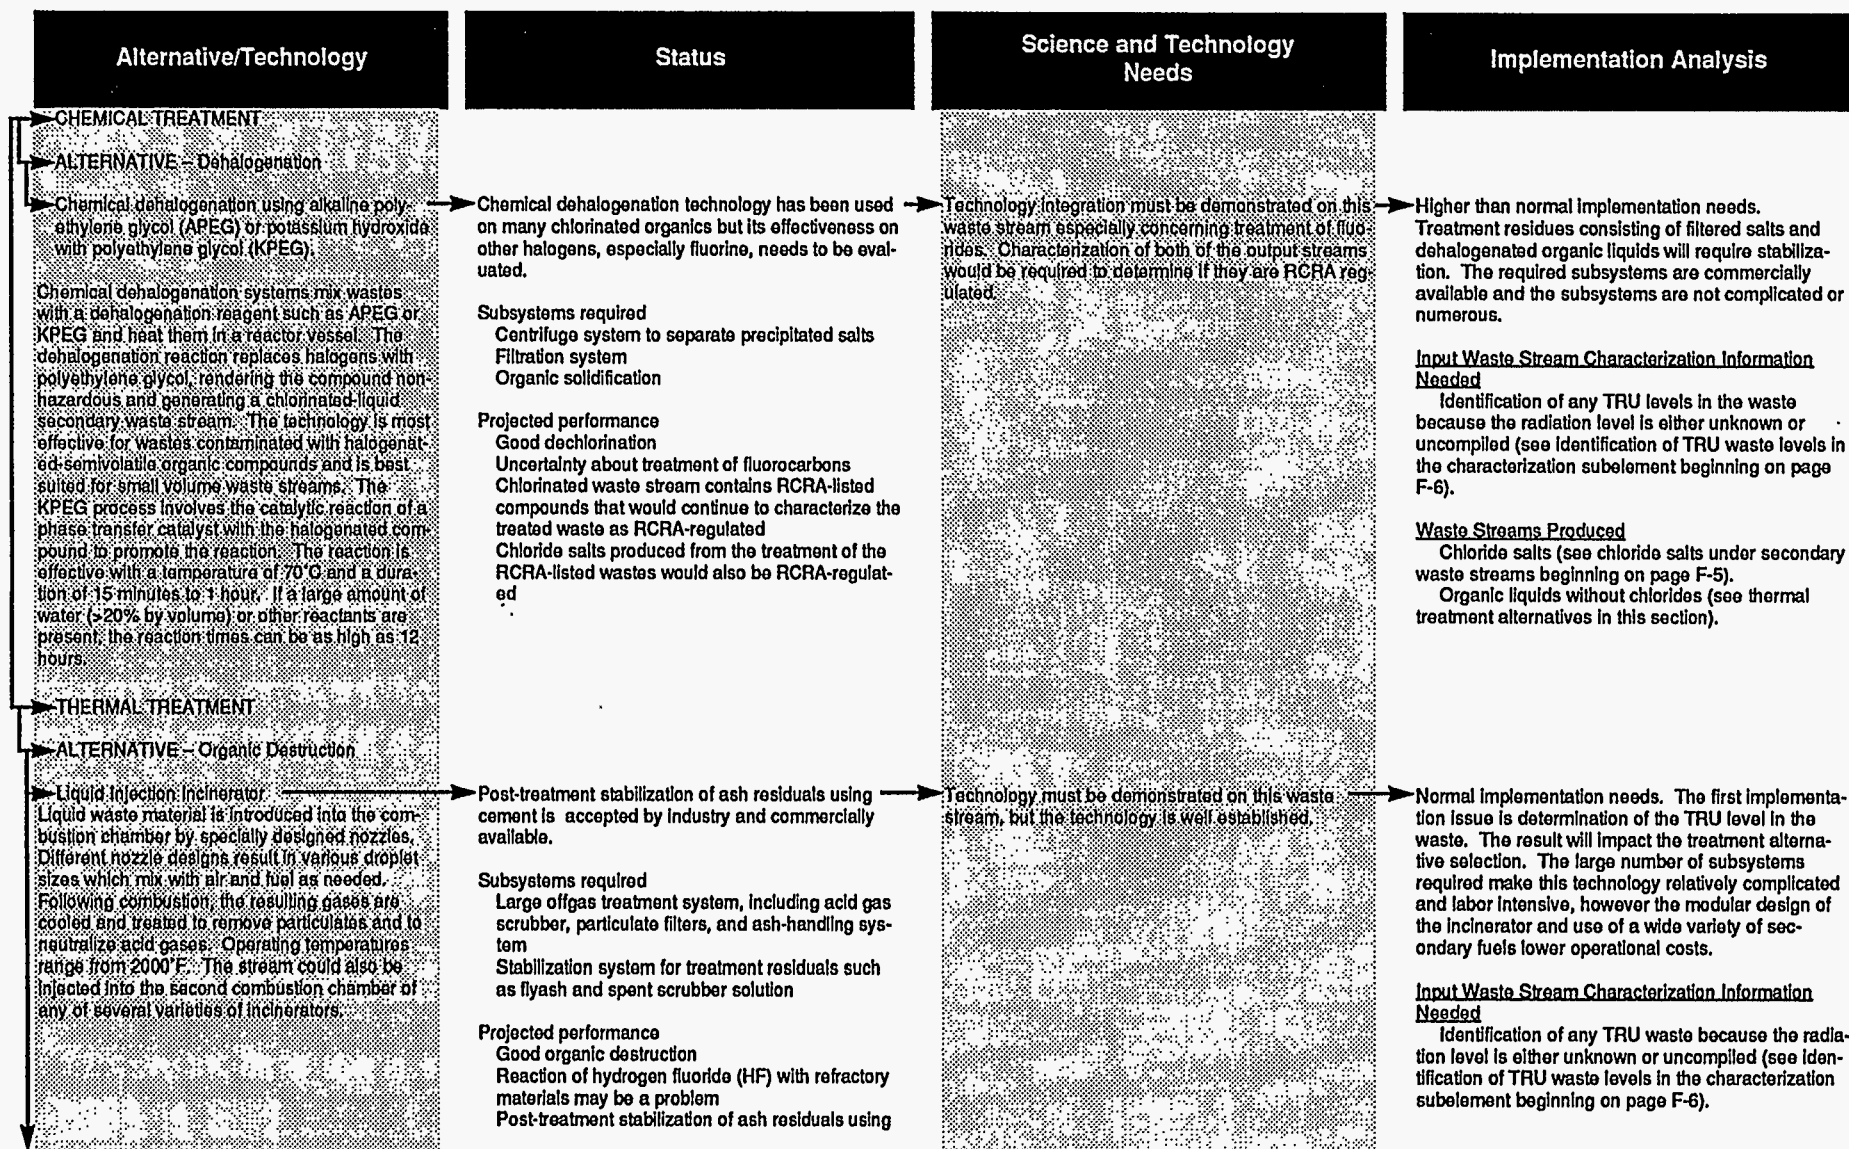 Alternative/Technology
Status
Science and Technology
Needs
Implementation Analysis
CHEMICAL TREATMENT
ALTERNATIVE – Dehalogenation
Chemical dehalogenation using alkaline poly-
ethylene glycol (APEG) or potassium hydroxide
with polyethylene glycol (KPEG).
Chemical dehalogenation systems mix wastes
with a dehalogenation reagent such as APEG or
KPEG and heat them in a reactor vessel. The
dehalogenation reaction replaces halogens with
polyethylene glycol, rendering the compound non-
hazardous and generating a chlorinated-liquid
secondary waste stream. The technology is most
effective for wastes contaminated with halogenat-
ed-semivolatile organic compounds and is best
suited for small volume waste streams. The
KPEG process involves the catalytic reaction of a
phase transfer catalyst with the halogenated com-
pound to promote the reaction. The reaction is
effective with a temperature of 70°C and a dura-
tion of 15 minutes to 1 hour. If a large amount of
water (>20% by volume) or other reactants are
present, the reaction times can be as high as 12
hours.
Chemical dehalogenation technology has been used
on many chlorinated organics but its effectiveness on
other halogens, especially fluorine, needs to be eval-
uated.
Subsystems required
Centrifuge system to separate precipitated salts
Filtration system
Organic solidification
Projected performance
Good dechlorination
Uncertainty about treatment of fluorocarbons
Chlorinated waste stream contains RCRA-listed
compounds that would continue to characterize the
treated waste as RCRA-regulated
Chloride salts produced from the treatment of the
RCRA-listed wastes would also be RCRA-regulat-
ed
Technology integration must be demonstrated on this
waste stream especially concerning treatment of fluo-
rides. Characterization of both of the output streams
would be required to determine if they are RCRA reg-
ulated.
Higher than normal implementation needs.
Treatment residues consisting of filtered salts and
dehalogenated organic liquids will require stabiliza-
tion. The required subsystems are commercially
available and the subsystems are not complicated or
numerous.
Input Waste Stream Characterization Information
Needed
Identification of any TRU levels in the waste
because the radiation level is either unknown or
uncompiled (see identification of TRU waste levels in
the characterization subelement beginning on page
F-6).
Waste Streams Produced
Chloride salts (see chloride salts under secondary
waste streams beginning on page F-5).
Organic liquids without chlorides (see thermal
treatment alternatives in this section).
THERMAL TREATMENT
ALTERNATIVE – Organic Destruction
Liquid Injection Incinerator
Liquid waste material is introduced into the com-
bustion chamber by specially designed nozzles.
Different nozzle designs result in various droplet
sizes which mix with air and fuel as needed.
Following combustion, the resulting gases are
cooled and treated to remove particulates and to
neutralize acid gases. Operating temperatures
range from 2000°F. The stream could also be
injected into the second combustion chamber of
any of several varieties of incinerators.
Post-treatment stabilization of ash residuals using
cement is accepted by industry and commercially
available.
Subsystems required
Large offgas treatment system, including acid gas
scrubber, particulate filters, and ash-handling sys-
tem
Stabilization system for treatment residuals such
as flyash and spent scrubber solution
Projected performance
Good organic destruction
Reaction of hydrogen fluoride (HF) with refractory
materials may be a problem
Post-treatment stabilization of ash residuals using
Technology must be demonstrated on this waste
stream, but the technology is well established.
Normal implementation needs. The first implementa-
tion issue is determination of the TRU level in the
waste. The result will impact the treatment alterna-
tive selection. The large number of subsystems
required make this technology relatively complicated
and labor intensive, however the modular design of
the incinerator and use of a wide variety of sec-
ondary fuels lower operational costs.
Input Waste Stream Characterization Information
Needed
Identification of any TRU waste because the radia-
tion level is either unknown or uncompiled (see iden-
tification of TRU waste levels in the characterization
subelement beginning on page F-6).